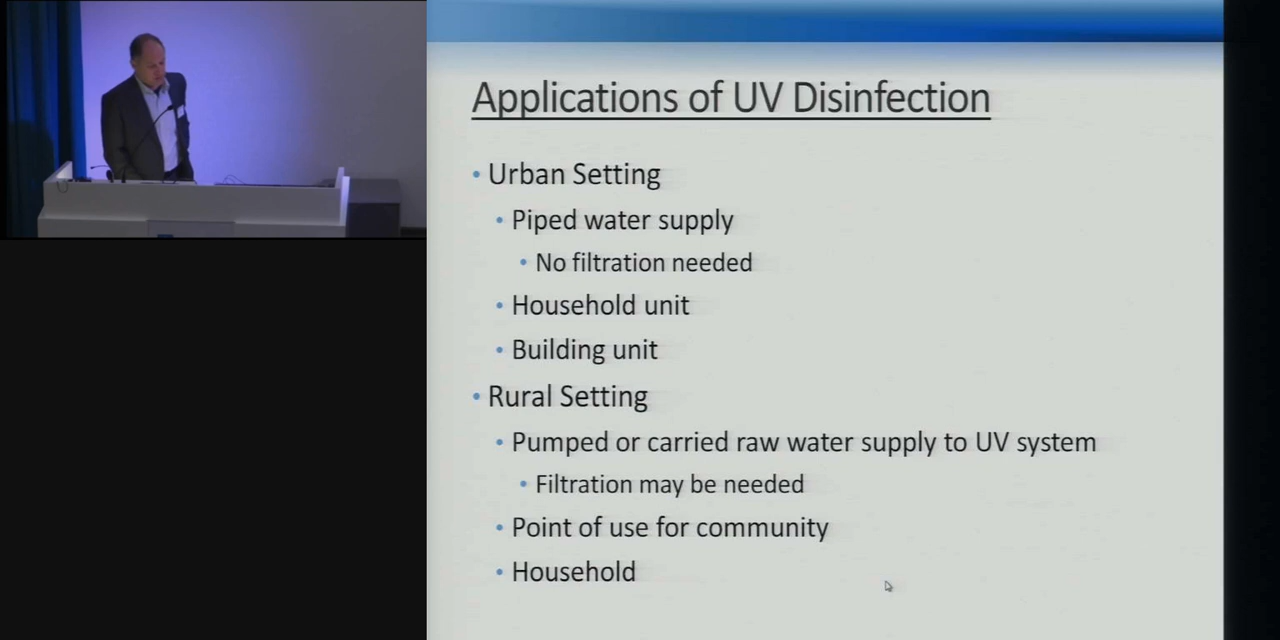 Applications of UV Disinfection
• Urban Setting
• Piped water supply
• No filtration needed
• Household unit
• Building unit
• Rural Setting
• Pumped or carried raw water supply to UV system
• Filtration may be needed
• Point of use for community
• Household